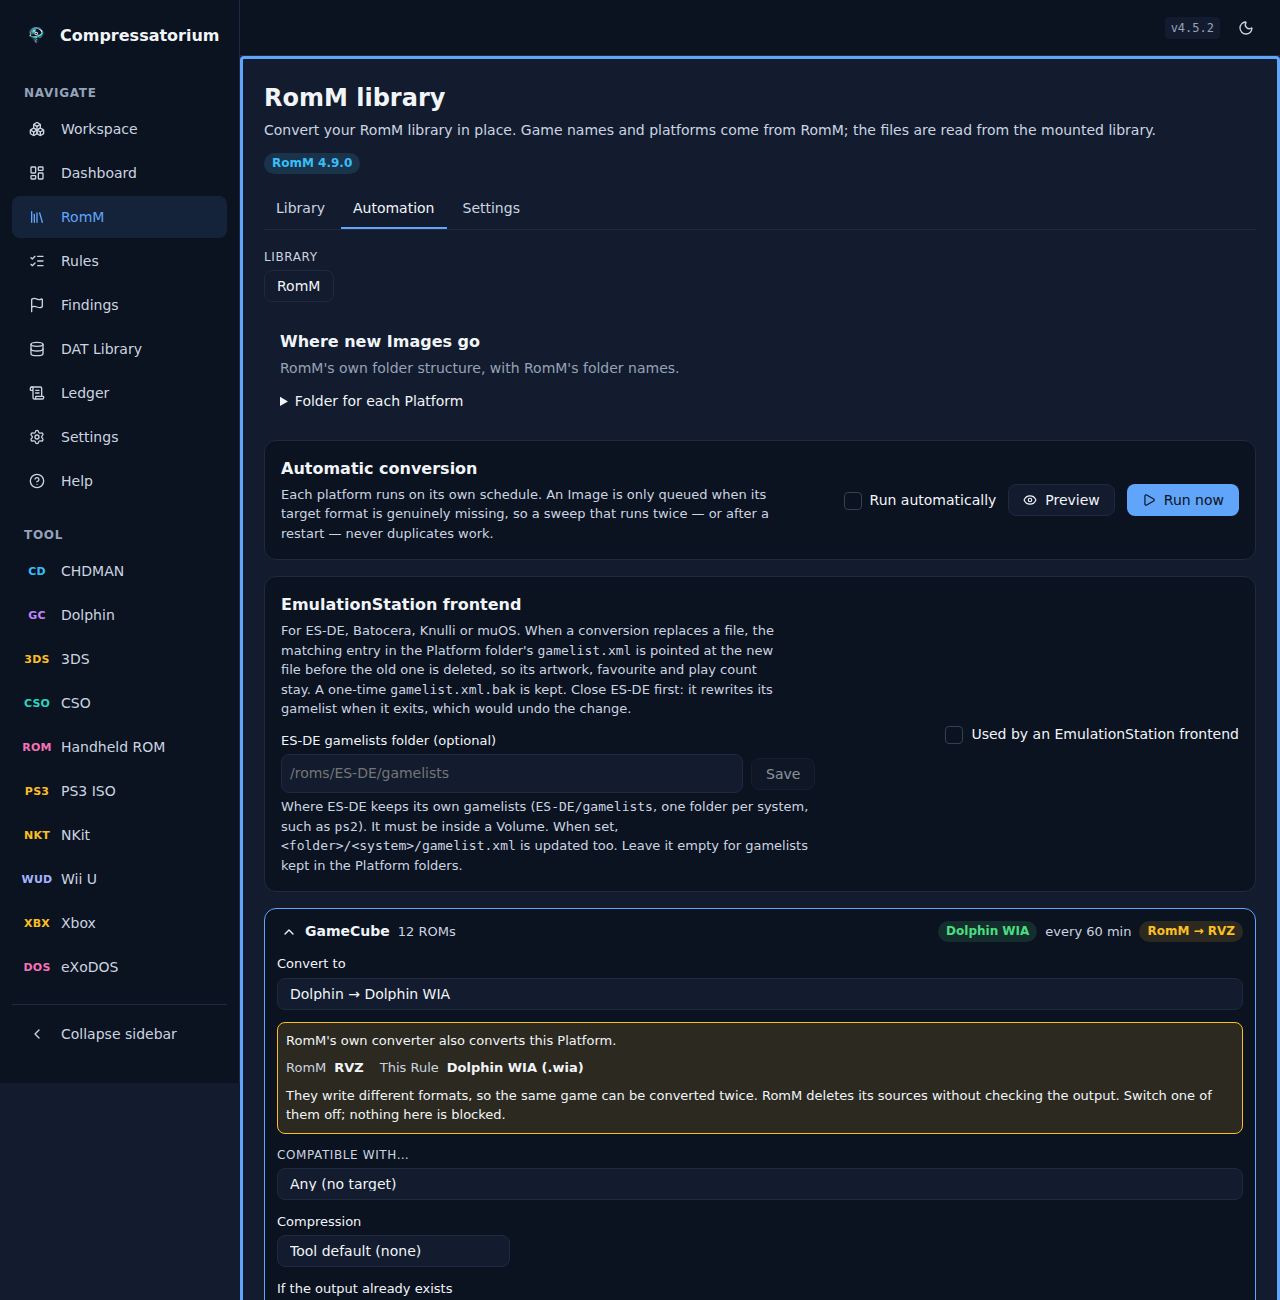 Compressatorium
v4.5.2
NAVIGATE
Workspace
Dashboard
RomM
Rules
Findings
DAT Library
Ledger
Settings
Help
TOOL
CD CHDMAN
GC Dolphin
3DS 3DS
CSO CSO
ROM Handheld ROM
PS3 PS3 ISO
NKT NKit
WUD Wii U
XBX Xbox
DOS eXoDOS
Collapse sidebar
RomM library
Convert your RomM library in place. Game names and platforms come from RomM; the files are read from the mounted library.
RomM 4.9.0
Library Automation Settings
LIBRARY
RomM
Where new Images go
RomM's own folder structure, with RomM's folder names.
Folder for each Platform
Automatic conversion
Each platform runs on its own schedule. An Image is only queued when its
target format is genuinely missing, so a sweep that runs twice — or after a
restart — never duplicates work.
Run automatically Preview Run now
EmulationStation frontend
For ES-DE, Batocera, Knulli or muOS. When a conversion replaces a file, the
matching entry in the Platform folder's gamelist.xml is pointed at the new
file before the old one is deleted, so its artwork, favourite and play count
stay. A one-time gamelist.xml.bak is kept. Close ES-DE first: it rewrites its
gamelist when it exits, which would undo the change.
ES-DE gamelists folder (optional)
/roms/ES-DE/gamelists Save
Where ES-DE keeps its own gamelists (ES-DE/gamelists, one folder per system,
such as ps2). It must be inside a Volume. When set,
<folder>/<system>/gamelist.xml is updated too. Leave it empty for gamelists
kept in the Platform folders.
Used by an EmulationStation frontend
GameCube 12 ROMs Dolphin WIA every 60 min RomM → RVZ
Convert to
Dolphin → Dolphin WIA
RomM's own converter also converts this Platform.
RomM RVZ This Rule Dolphin WIA (.wia)
They write different formats, so the same game can be converted twice. RomM deletes its sources without checking the output. Switch one of
them off; nothing here is blocked.
COMPATIBLE WITH…
Any (no target)
Compression
Tool default (none)
If the output already exists